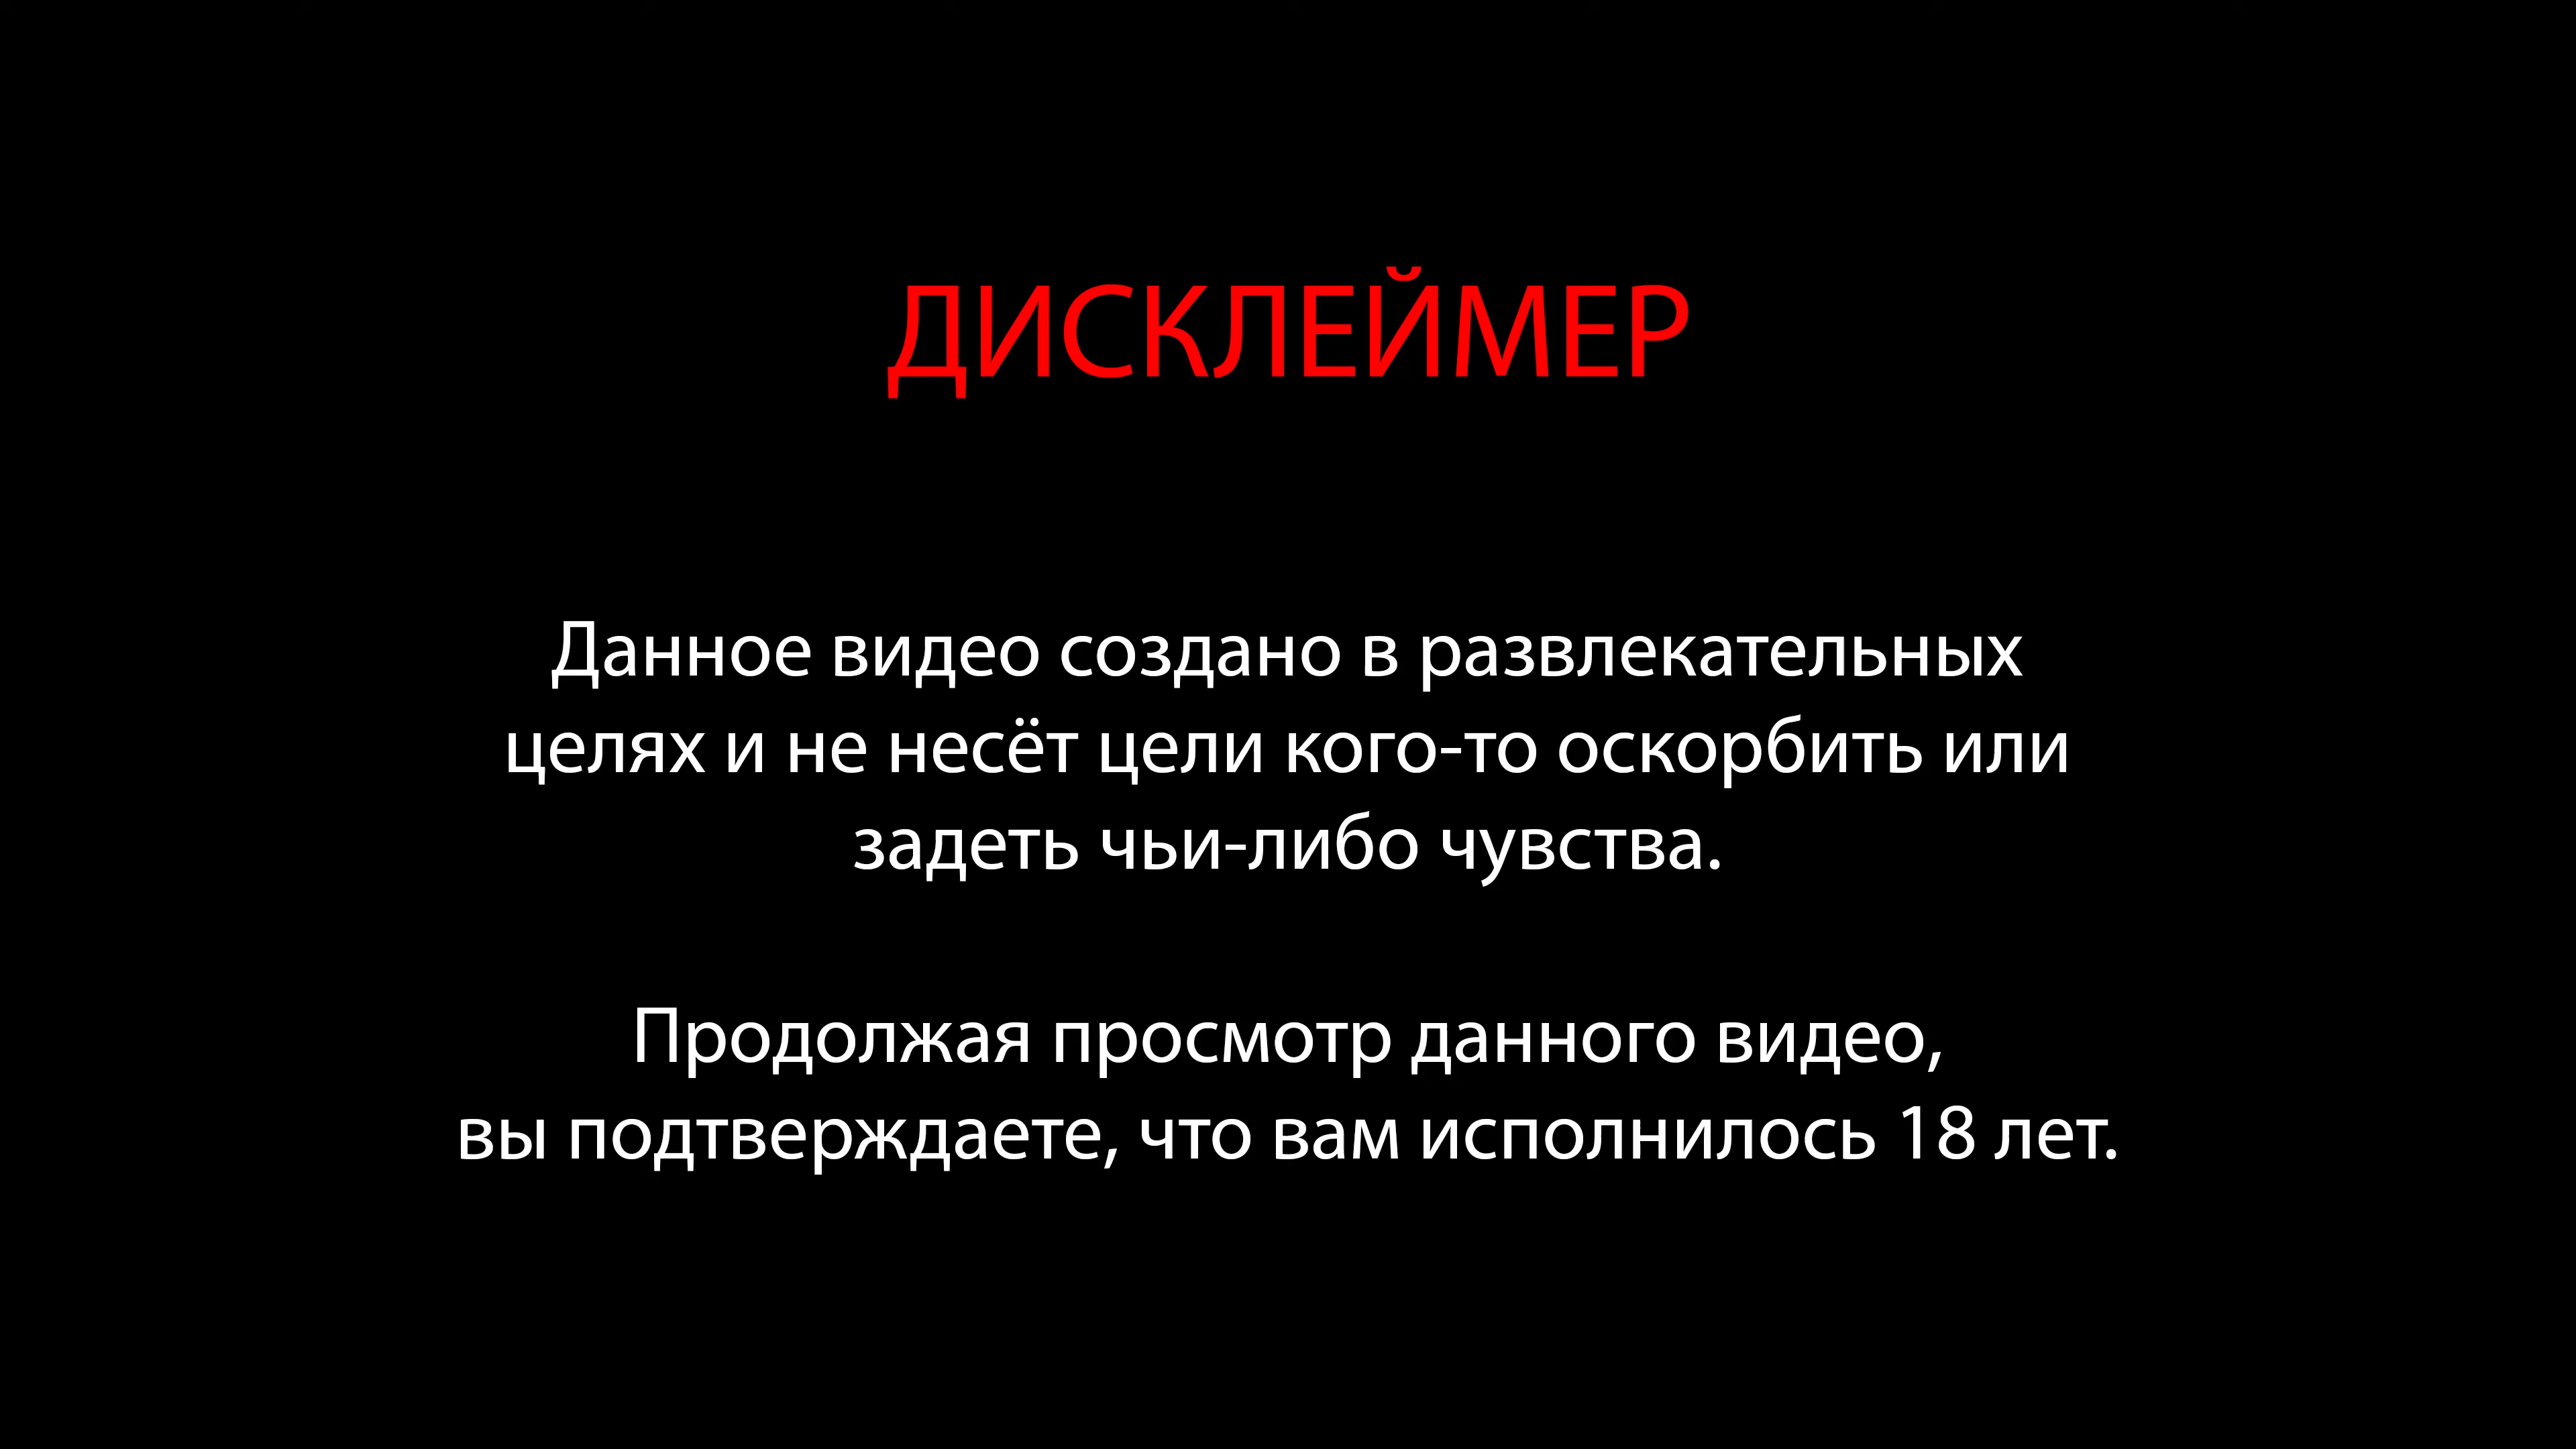 ДИСКЛЕЙМЕР
Данное видео создано в развлекательных
целях и не несёт цели кого-то оскорбить или
задеть чьи-либо чувства.
Продолжая просмотр данного видео,
вы подтверждаете, что вам исполнилось 18 лет.